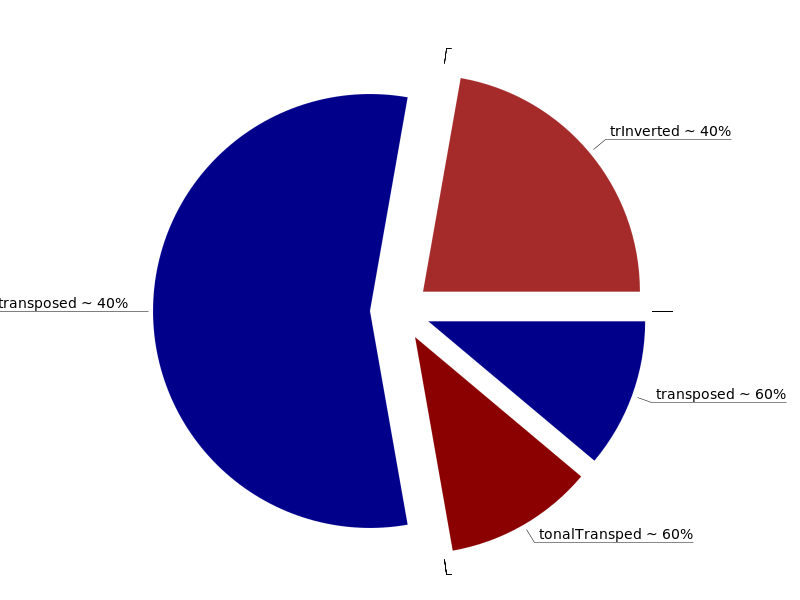 trInverted ~ 40%
transposed ~ 40%
transposed ~ 60%
tonalTransped ~ 60%